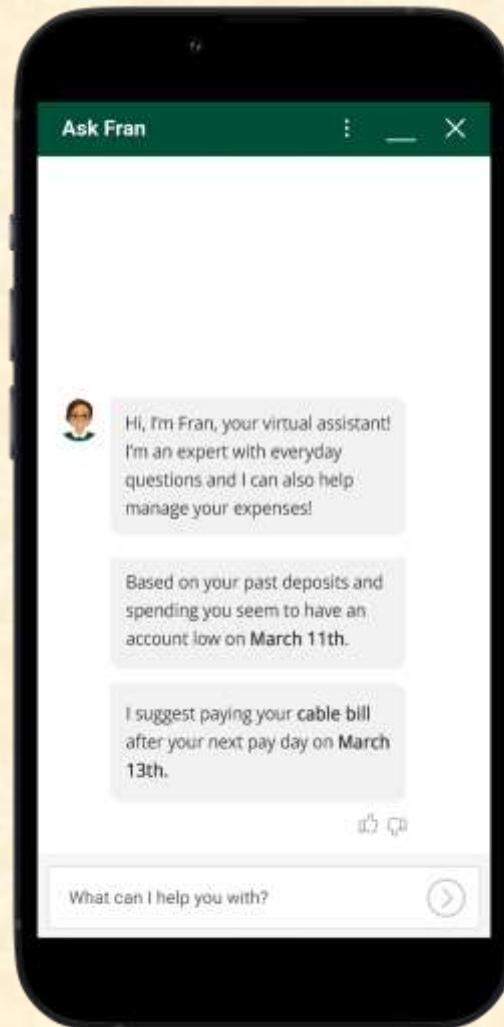 Ask Fran
Hi, I'm Fran, your virtual assistant!
I'm an expert with everyday
questions and I can also help
manage your expenses!
Based on your past deposits and
spending you seem to have an
account low on March 11th.
I suggest paying your cable bill
after your next pay day on March
13th.
What can I help you with?